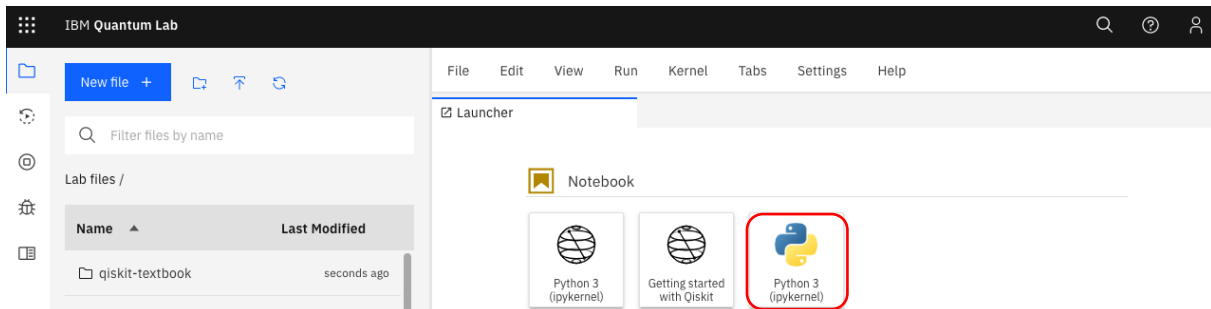 IBM Quantum Lab
New file +
File Edit View Run Kernel Tabs Settings Help
Launcher
Filter files by name
Lab files /
Name Last Modified
qiskit-textbook seconds ago
Notebook
Python 3
(ipykernel)
Getting started
with Qiskit
Python 3
(ipykernel)